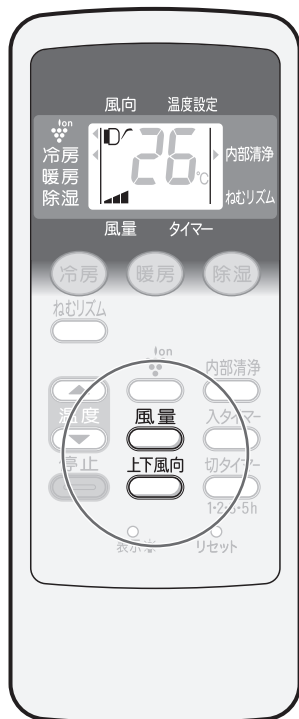 風向 温度設定
ion
冷房 26℃ 内部清浄
暖房
除湿 ねむリズム
風量 タイマー
冷房 暖房 除湿
ねむリズム
ion 内部清浄
温度 風量 入タイマー
停止 上下風向 切タイマー
1・2・3・5h
表示 リセット